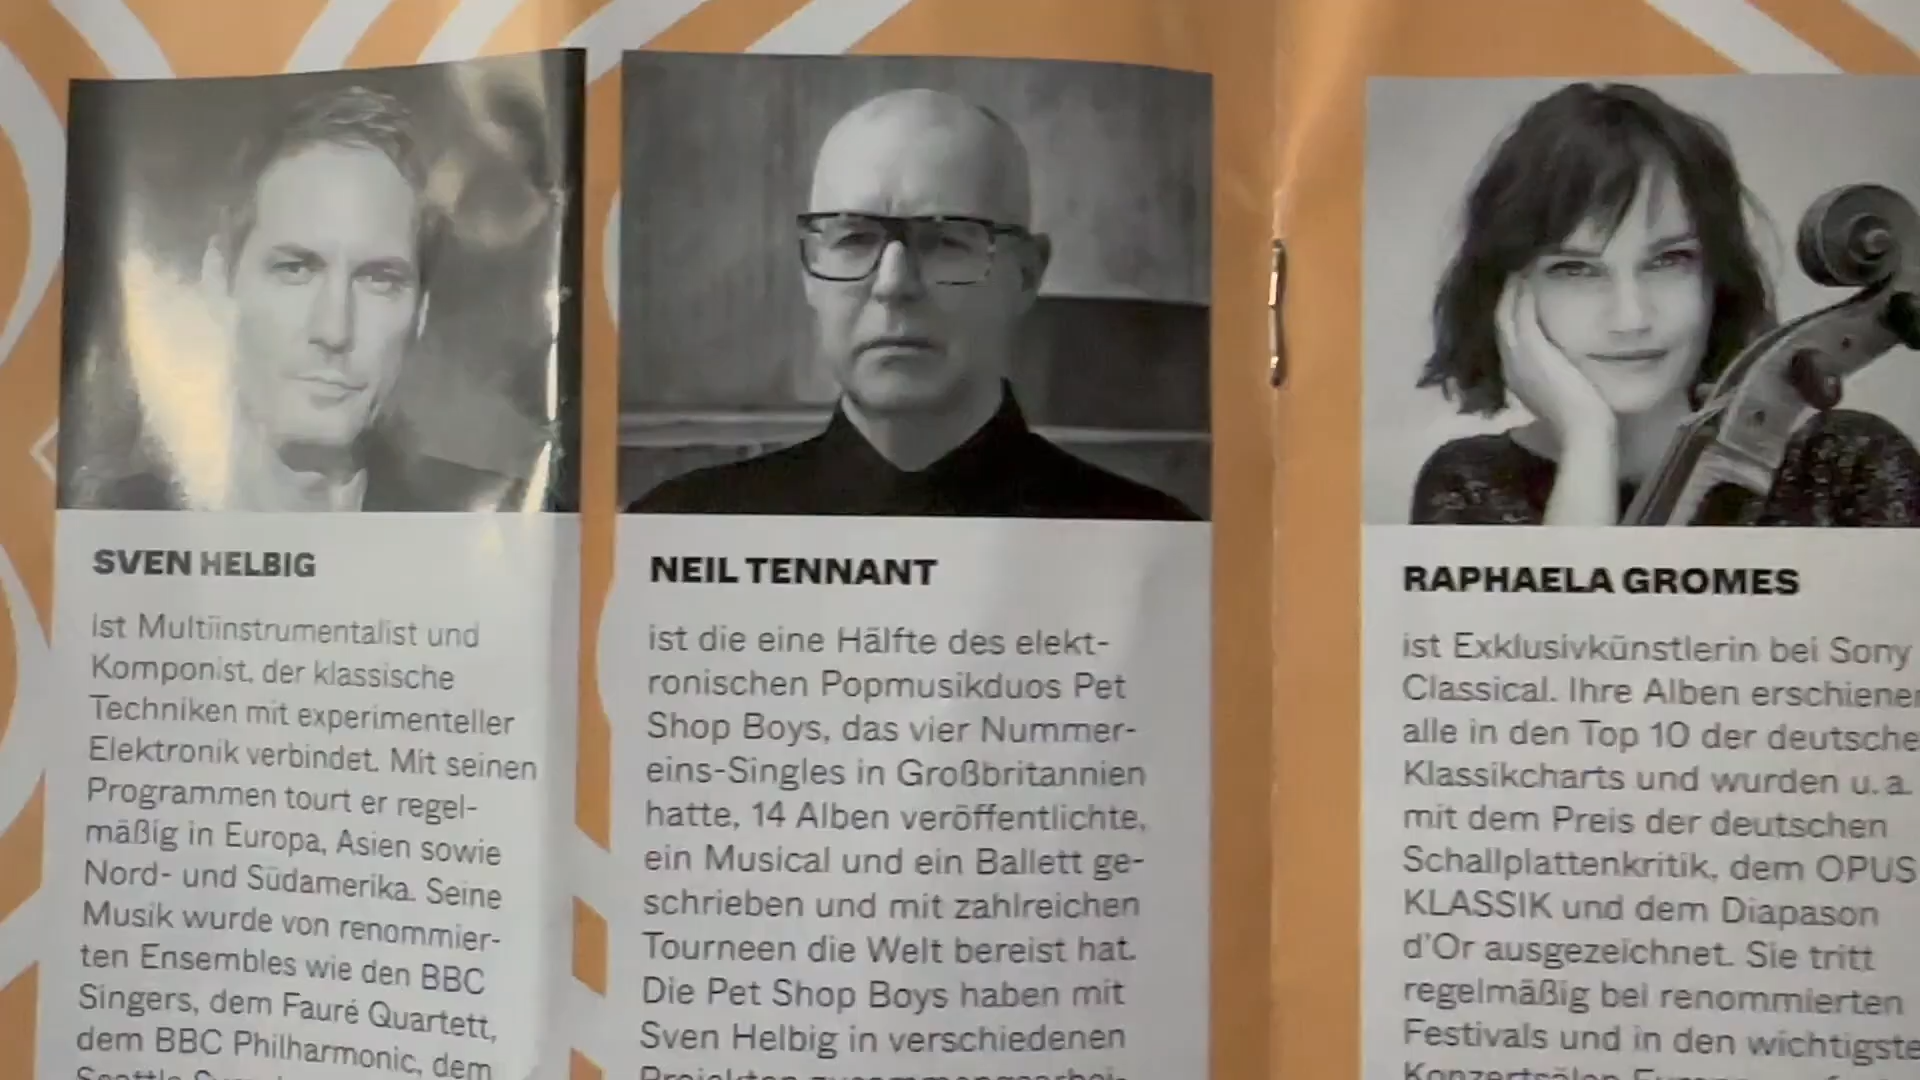 SVEN HELBIG
ist Multiinstrumentalist und
Komponist, der klassische
Techniken mit experimenteller
Elektronik verbindet. Mit seinen
Programmen tourt er regel-
mäßig in Europa, Asien sowie
Nord- und Südamerika. Seine
Musik wurde von renommier-
ten Ensembles wie den BBC
Singers, dem Fauré Quartett,
dem BBC Philharmonic, dem
NEIL TENNANT
ist die eine Hälfte des elekt-
ronischen Popmusikduos Pet
Shop Boys, das vier Nummer-
eins-Singles in Großbritannien
hatte, 14 Alben veröffentlichte,
ein Musical und ein Ballett ge-
schrieben und mit zahlreichen
Tourneen die Welt bereist hat.
Die Pet Shop Boys haben mit
Sven Helbig in verschiedenen
RAPHAELA GROMES
ist Exklusivkünstlerin bei Sony
Classical. Ihre Alben erschienen
alle in den Top 10 der deutsche
Klassikcharts und wurden u. a.
mit dem Preis der deutschen
Schallplattenkritik, dem OPUS
KLASSIK und dem Diapason
d'Or ausgezeichnet. Sie tritt
regelmäßig bei renommierten
Festivals und in den wichtigste